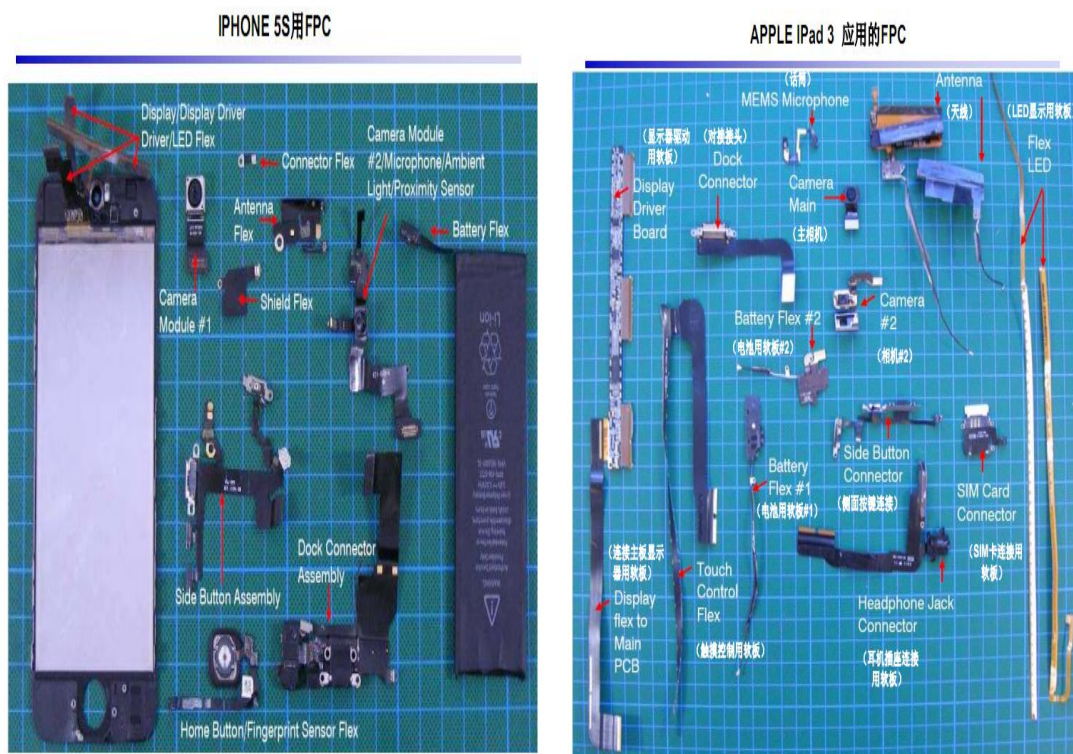 IPHONE 5S用FPC
Display/Display Driver
Driver/LED Flex
Camera Module
#2/Microphone/Ambient
Light/Proximity Sensor
Connector Flex
Antenna
Flex
Battery Flex
Camera
Module #1
Shield Flex
Li-ion
Dock Connector
Assembly
Side Button Assembly
Home Button/Fingerprint Sensor Flex
APPLE IPad 3 应用的FPC
(话筒)
MEMS Microphone
Antenna
(天线)
(LED显示用软板)
Flex
LED
(显示器驱动
用软板)
Display
Driver
Board
(对接接头)
Dock
Connector
Camera
Main
(主相机)
Battery Flex #2
(电池用软板#2)
Camera
#2
(相机#2)
Side Button
Connector
(侧面按键连接)
Battery
Flex #1
(电池用软板#1)
SIM Card
Connector
(SIM卡连接用
软板)
(连接主板显示
器用软板)
Display
flex to
Main
PCB
Touch
Control
Flex
(触摸控制用软板)
Headphone Jack
Connector
(耳机插座连接
用软板)